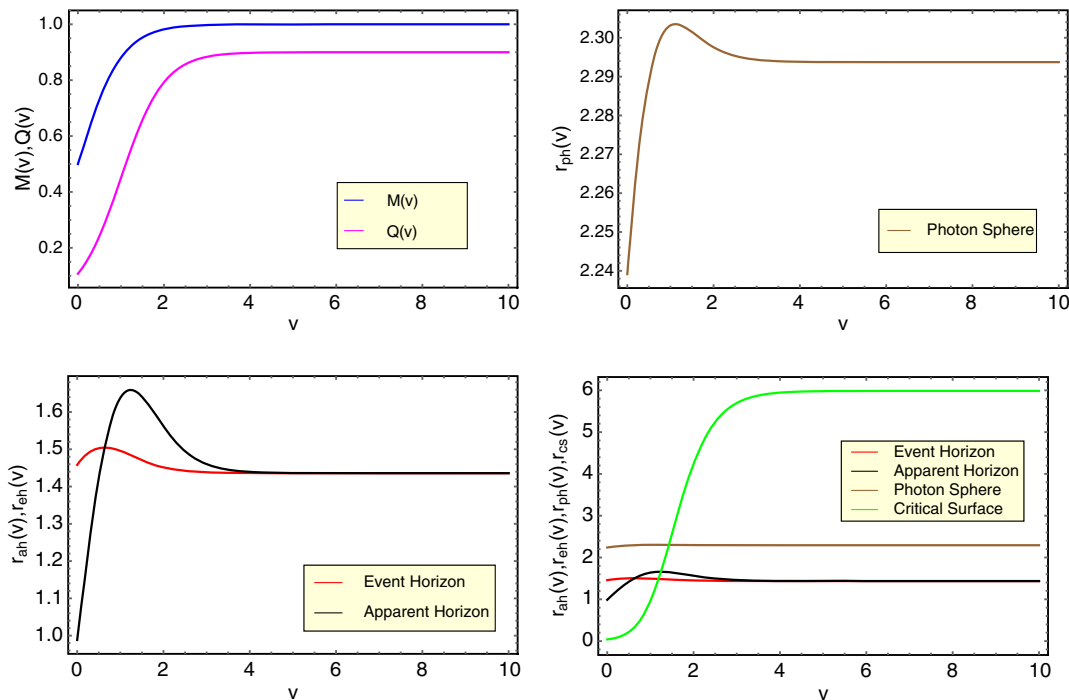 M(v),Q(v)
1.0
0.8
0.6
0.4
0.2
M(v)
Q(v)
0 2 4 6 8 10
v
r_ph(v)
2.30
2.29
2.28
2.27
2.26
2.25
2.24
Photon Sphere
0 2 4 6 8 10
v
r_ah(v),r_eh(v)
1.6
1.5
1.4
1.3
1.2
1.1
1.0
Event Horizon
Apparent Horizon
0 2 4 6 8 10
v
r_ah(v),r_eh(v),r_ph(v),r_cs(v)
6
5
4
3
2
1
0
Event Horizon
Apparent Horizon
Photon Sphere
Critical Surface
0 2 4 6 8 10
v